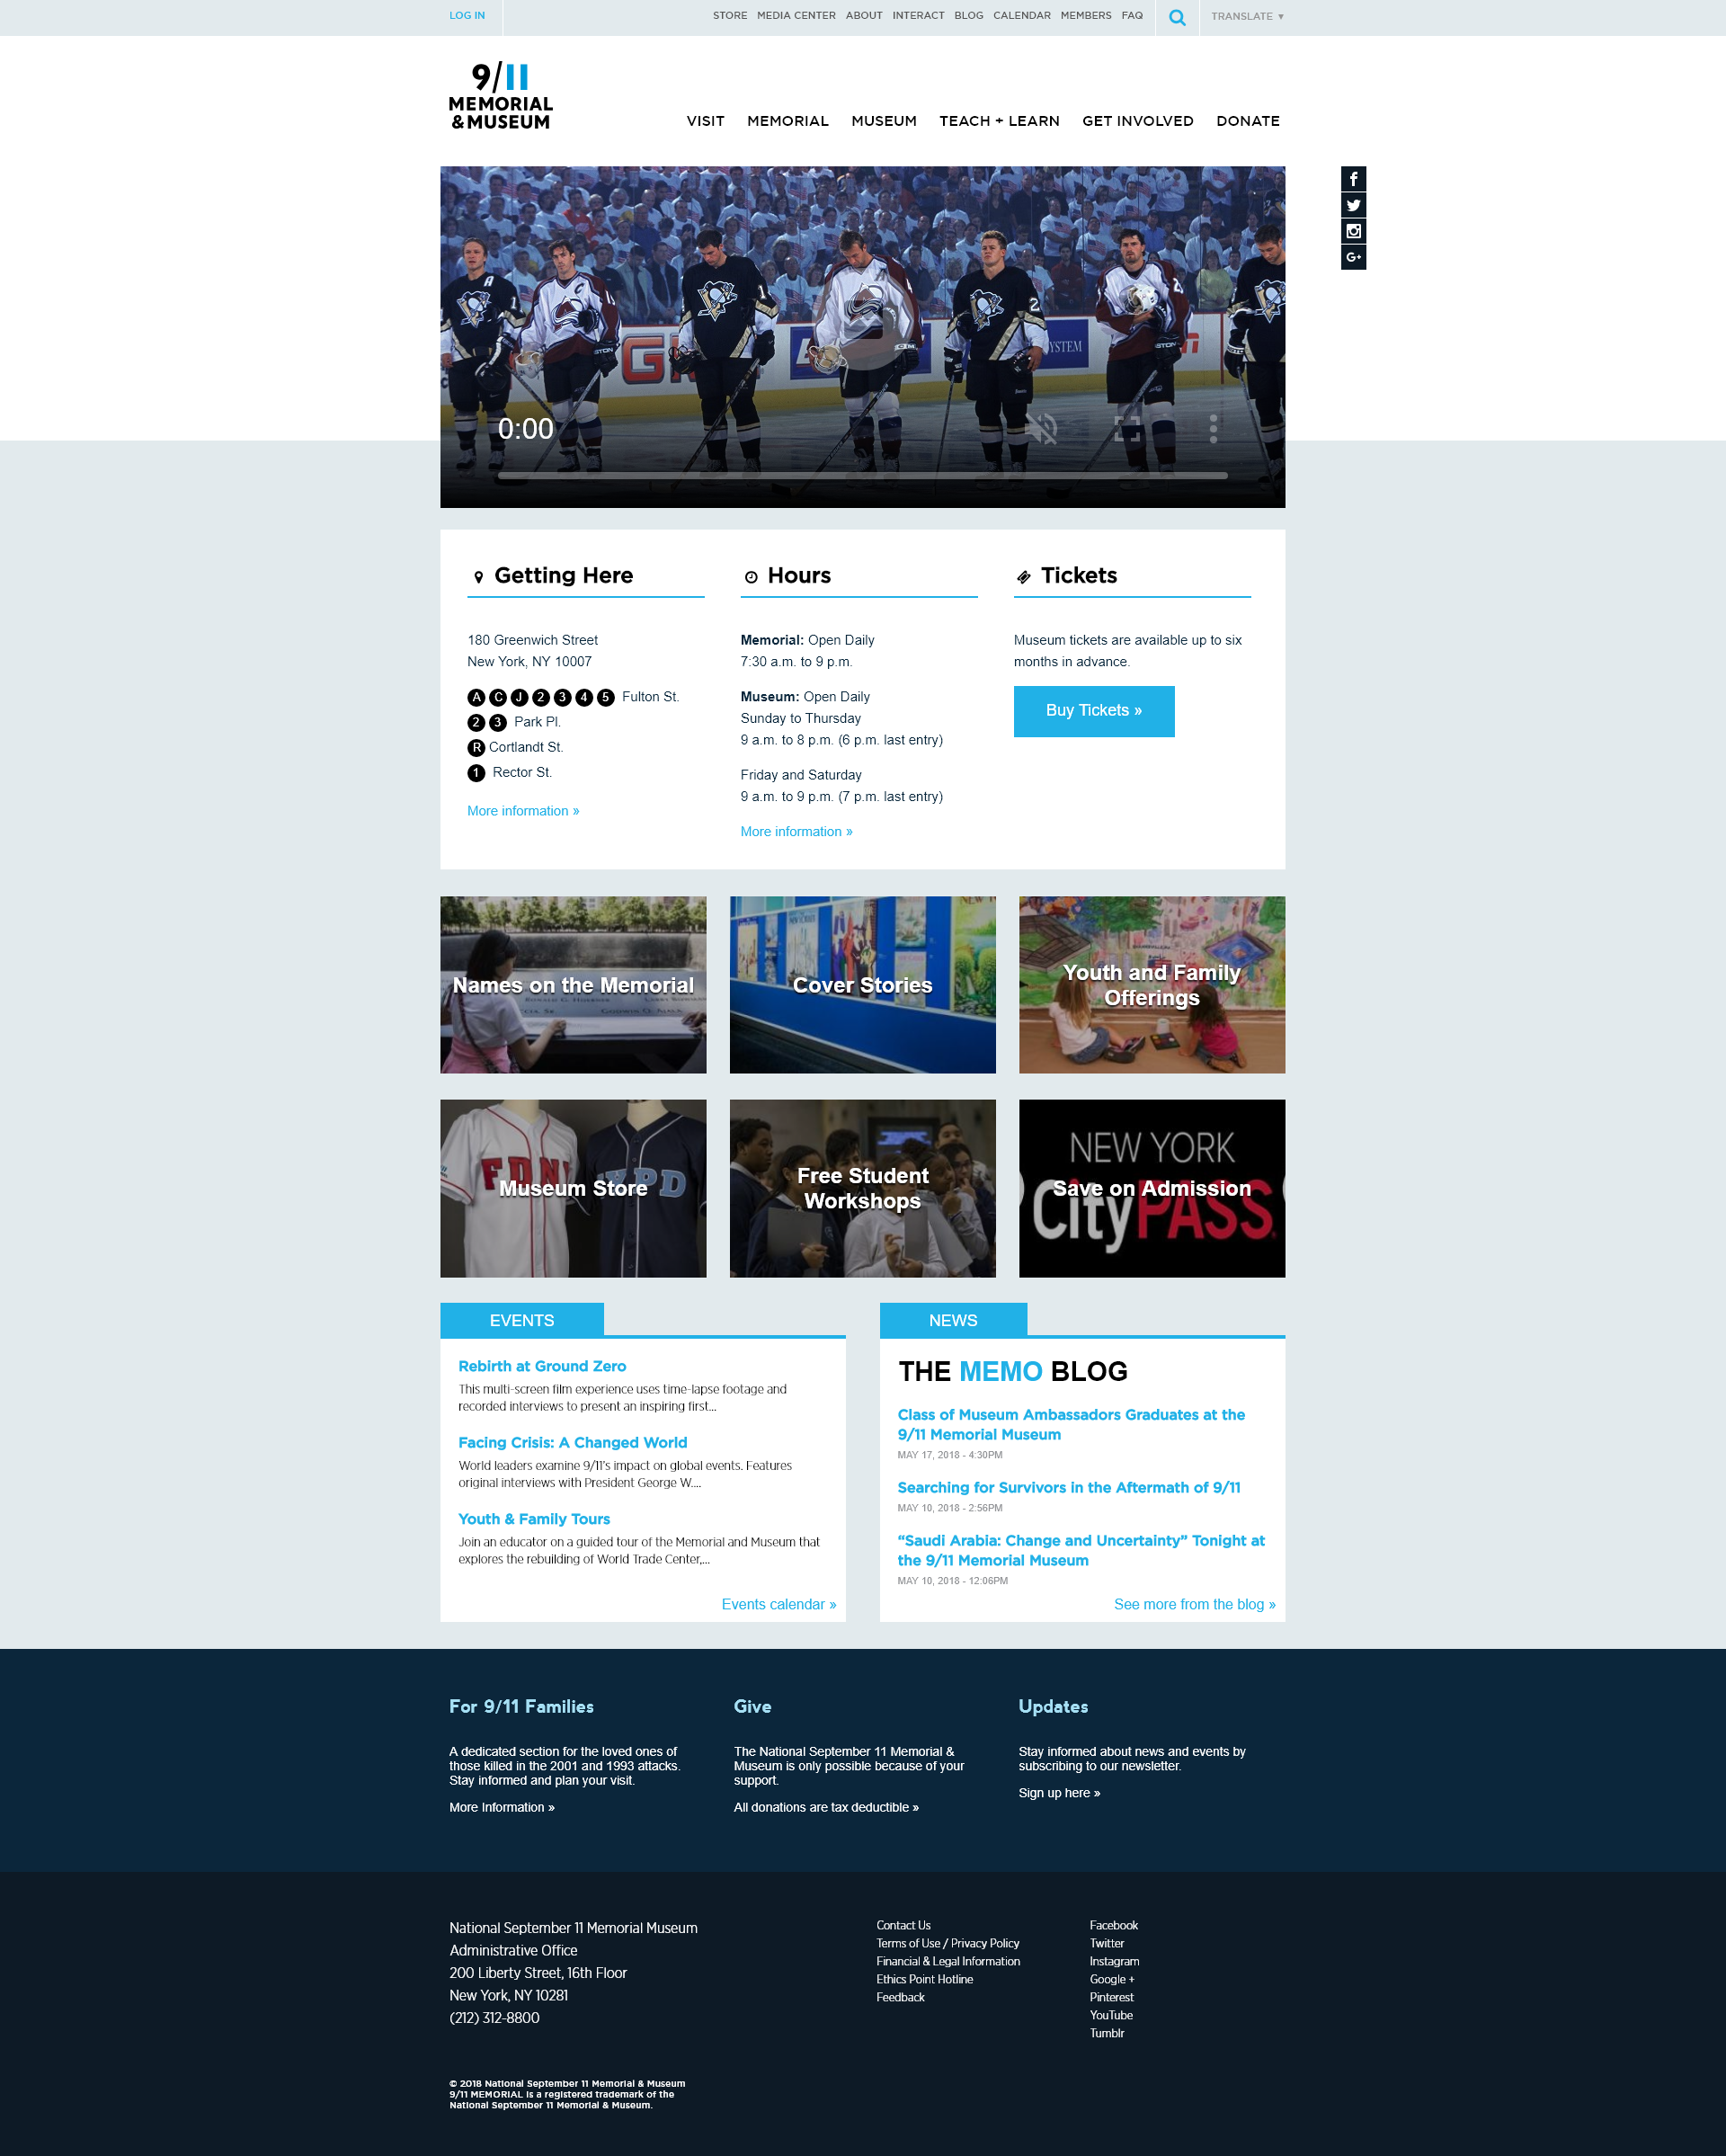 LOG IN
STORE MEDIA CENTER ABOUT INTERACT BLOG CALENDAR MEMBERS FAQ
TRANSLATE ▼
9/11
MEMORIAL
&MUSEUM
VISIT MEMORIAL MUSEUM TEACH + LEARN GET INVOLVED DONATE
0:00
Getting Here
180 Greenwich Street
New York, NY 10007
A C J 2 3 4 5 Fulton St.
2 3 Park Pl.
R Cortlandt St.
1 Rector St.
More information »
Hours
Memorial: Open Daily
7:30 a.m. to 9 p.m.
Museum: Open Daily
Sunday to Thursday
9 a.m. to 8 p.m. (6 p.m. last entry)
Friday and Saturday
9 a.m. to 9 p.m. (7 p.m. last entry)
More information »
Tickets
Museum tickets are available up to six
months in advance.
Buy Tickets »
Names on the Memorial
Cover Stories
Youth and Family
Offerings
FDNY
Museum Store
Free Student
Workshops
NEW YORK
Save on Admission
CityPASS
EVENTS
Rebirth at Ground Zero
This multi-screen film experience uses time-lapse footage and
recorded interviews to present an inspiring first...
Facing Crisis: A Changed World
World leaders examine 9/11's impact on global events. Features
original interviews with President George W....
Youth & Family Tours
Join an educator on a guided tour of the Memorial and Museum that
explores the rebuilding of World Trade Center,...
Events calendar »
NEWS
THE MEMO BLOG
Class of Museum Ambassadors Graduates at the
9/11 Memorial Museum
MAY 17, 2018 - 4:30PM
Searching for Survivors in the Aftermath of 9/11
MAY 10, 2018 - 2:56PM
“Saudi Arabia: Change and Uncertainty” Tonight at
the 9/11 Memorial Museum
MAY 10, 2018 - 12:06PM
See more from the blog »
For 9/11 Families
A dedicated section for the loved ones of
those killed in the 2001 and 1993 attacks.
Stay informed and plan your visit.
More Information »
Give
The National September 11 Memorial &
Museum is only possible because of your
support.
All donations are tax deductible »
Updates
Stay informed about news and events by
subscribing to our newsletter.
Sign up here »
National September 11 Memorial Museum
Administrative Office
200 Liberty Street, 16th Floor
New York, NY 10281
(212) 312-8800
Contact Us
Terms of Use / Privacy Policy
Financial & Legal Information
Ethics Point Hotline
Feedback
Facebook
Twitter
Instagram
Google +
Pinterest
YouTube
Tumblr
© 2018 National September 11 Memorial & Museum
9/11 MEMORIAL is a registered trademark of the
National September 11 Memorial & Museum.